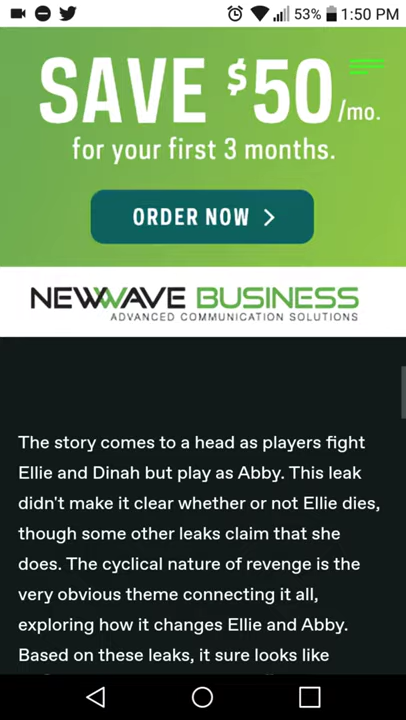 53% 1:50 PM
SAVE $50/mo.
for your first 3 months.
ORDER NOW >
NEWWAVE BUSINESS
ADVANCED COMMUNICATION SOLUTIONS
The story comes to a head as players fight
Ellie and Dinah but play as Abby. This leak
didn't make it clear whether or not Ellie dies,
though some other leaks claim that she
does. The cyclical nature of revenge is the
very obvious theme connecting it all,
exploring how it changes Ellie and Abby.
Based on these leaks, it sure looks like